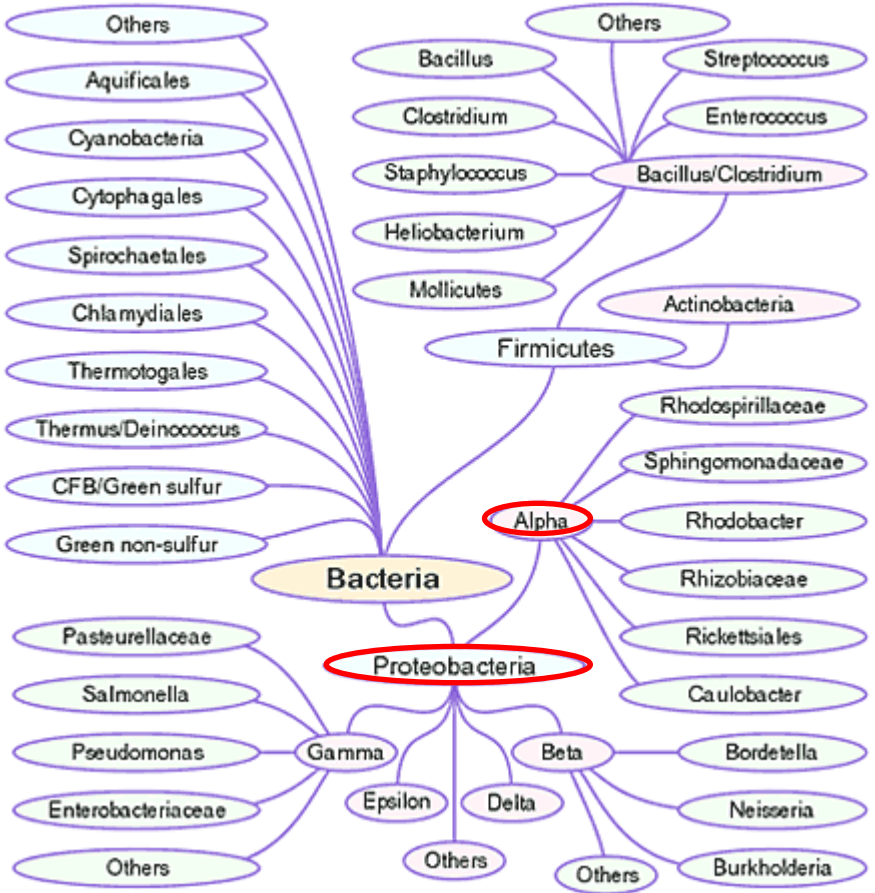 Others
Aquificales
Cyanobacteria
Cytophagales
Spirochaetales
Chlamydiales
Thermotogales
Thermus/Deinococcus
CFB/Green sulfur
Green non-sulfur
Bacteria
Others
Bacillus
Streptococcus
Clostridium
Enterococcus
Staphylococcus
Bacillus/Clostridium
Heliobacterium
Mollicutes
Actinobacteria
Firmicutes
Rhodospirillaceae
Sphingomonadaceae
Alpha
Rhodobacter
Rhizobiaceae
Rickettsiales
Caulobacter
Proteobacteria
Pasteurellaceae
Salmonella
Pseudomonas
Gamma
Enterobacteriaceae
Others
Epsilon
Others
Delta
Beta
Bordetella
Neisseria
Burkholderia
Others